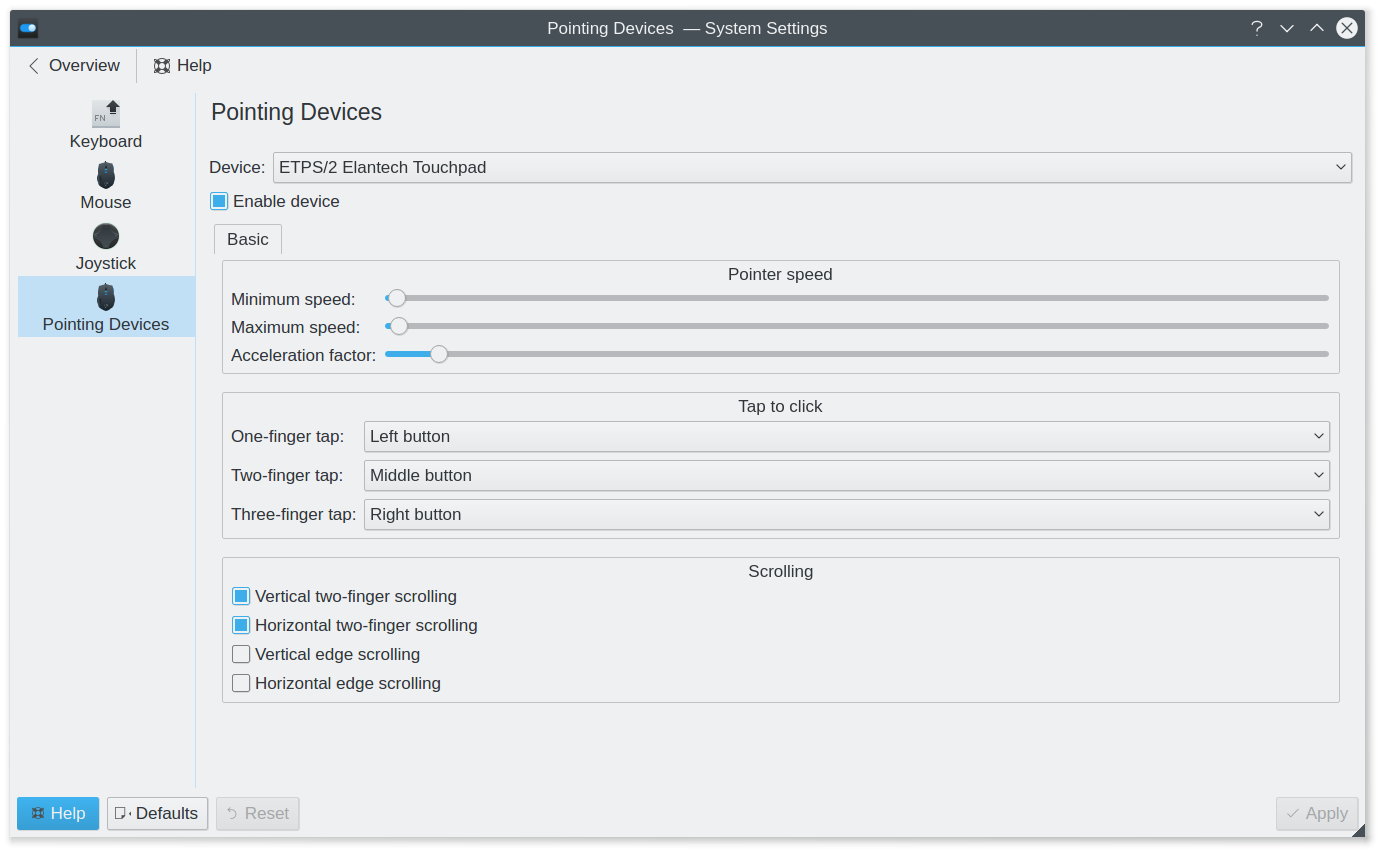 Pointing Devices — System Settings
Overview
Help
FN
Keyboard
Mouse
Joystick
Pointing Devices
Pointing Devices
Device: ETPS/2 Elantech Touchpad
Enable device
Basic
Pointer speed
Minimum speed:
Maximum speed:
Acceleration factor:
Tap to click
One-finger tap: Left button
Two-finger tap: Middle button
Three-finger tap: Right button
Scrolling
Vertical two-finger scrolling
Horizontal two-finger scrolling
Vertical edge scrolling
Horizontal edge scrolling
Help Defaults Reset Apply